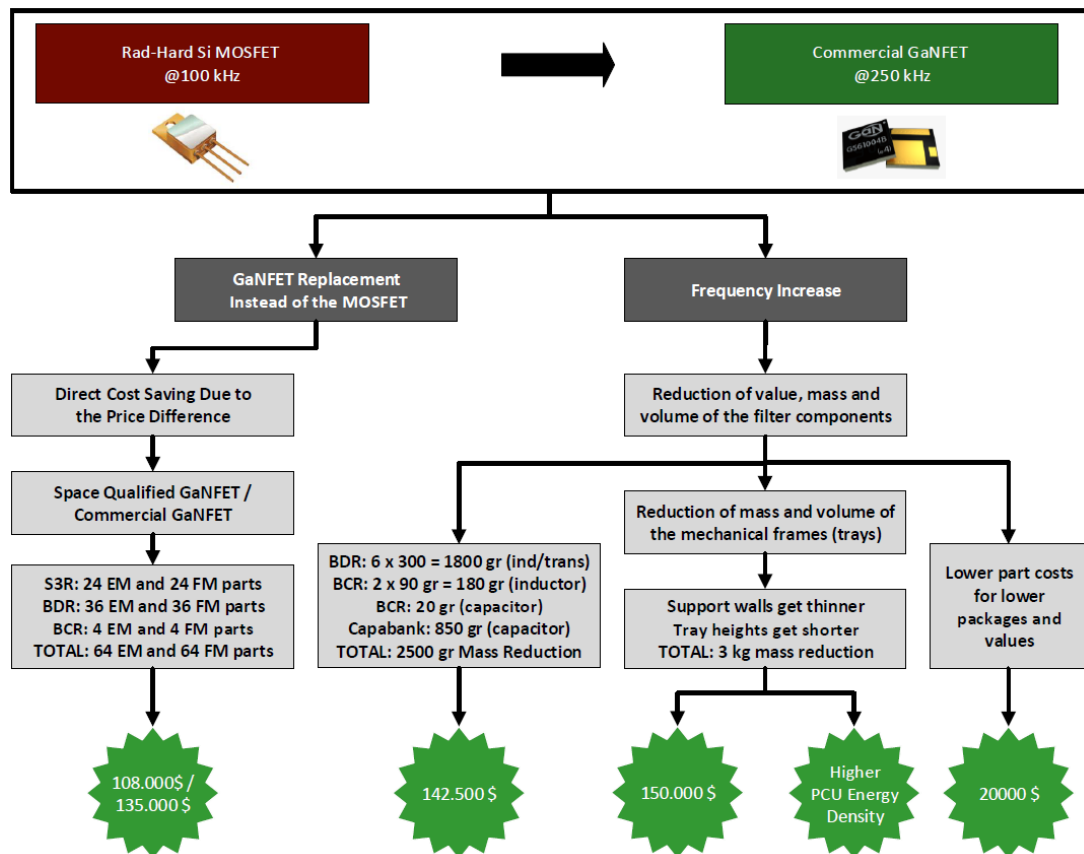 Rad-Hard Si MOSFET
@100 kHz
Commercial GaNFET
@250 kHz
GaN
GS61004B
GaNFET Replacement
Instead of the MOSFET
Frequency Increase
Direct Cost Saving Due to
the Price Difference
Reduction of value, mass and
volume of the filter components
Space Qualified GaNFET /
Commercial GaNFET
Reduction of mass and volume of
the mechanical frames (trays)
S3R: 24 EM and 24 FM parts
BDR: 36 EM and 36 FM parts
BCR: 4 EM and 4 FM parts
TOTAL: 64 EM and 64 FM parts
BDR: 6 x 300 = 1800 gr (ind/trans)
BCR: 2 x 90 gr = 180 gr (inductor)
BCR: 20 gr (capacitor)
Capabank: 850 gr (capacitor)
TOTAL: 2500 gr Mass Reduction
Support walls get thinner
Tray heights get shorter
TOTAL: 3 kg mass reduction
Lower part costs
for lower
packages and
values
108.000$ /
135.000 $
142.500 $
150.000 $
Higher
PCU Energy
Density
20000 $